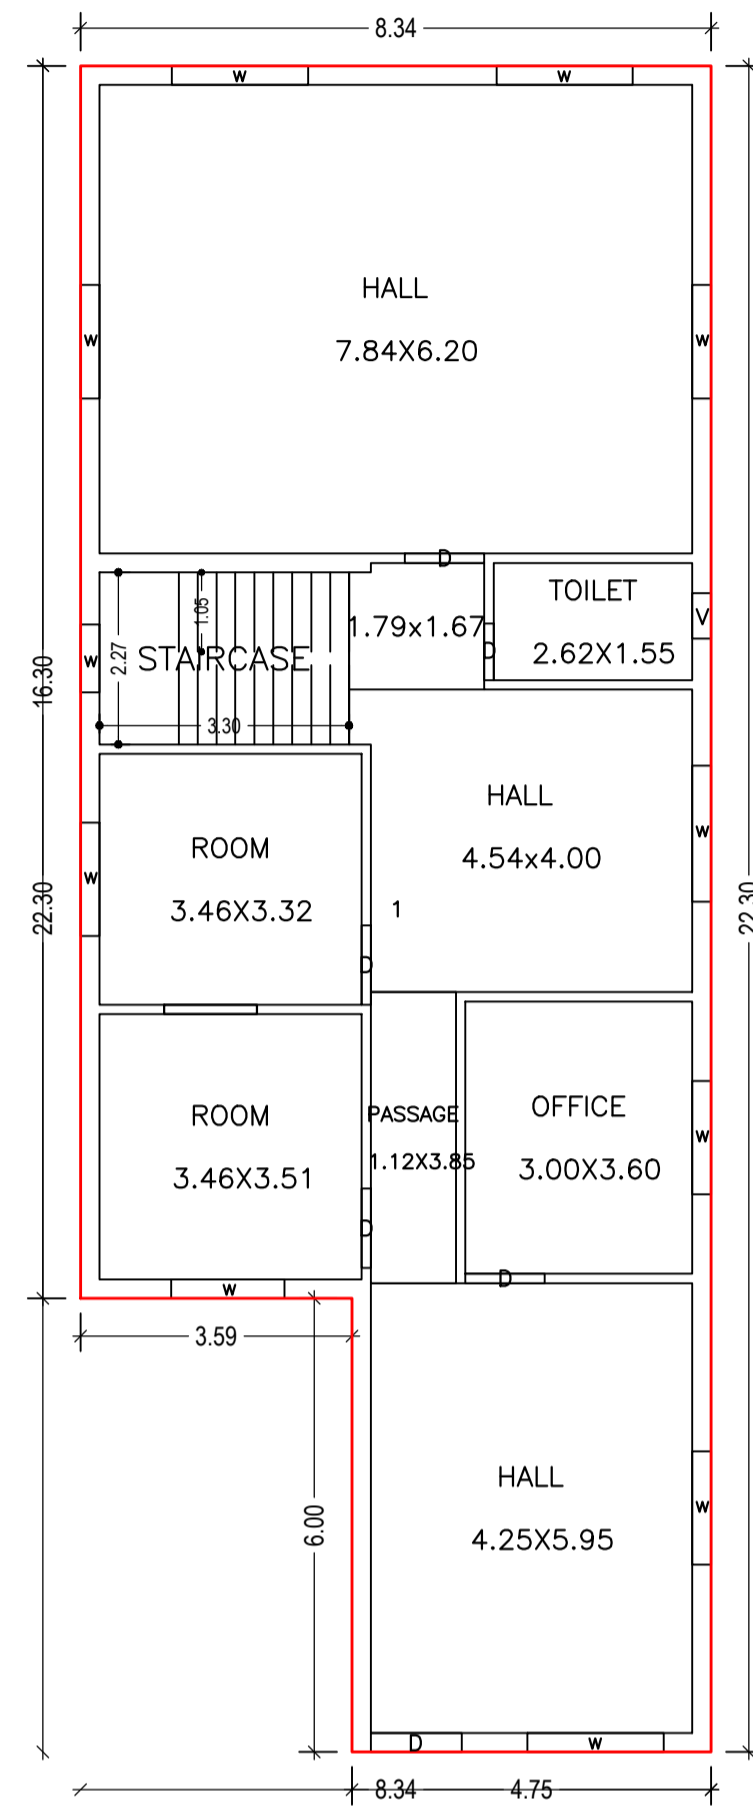 8.34
W
W
HALL
7.84X6.20
W
W
D
TOILET
2.62X1.55
V
1.79x1.67
D
1.05
2.27
STAIRCASE
W
16.30
3.30
HALL
4.54x4.00
W
ROOM
3.46X3.32
W
1
22.30
22.30
D
ROOM
3.46X3.51
PASSAGE
1.12X3.85
OFFICE
3.00X3.60
W
D
D
W
3.59
HALL
4.25X5.95
W
6.00
D
W
8.34
4.75